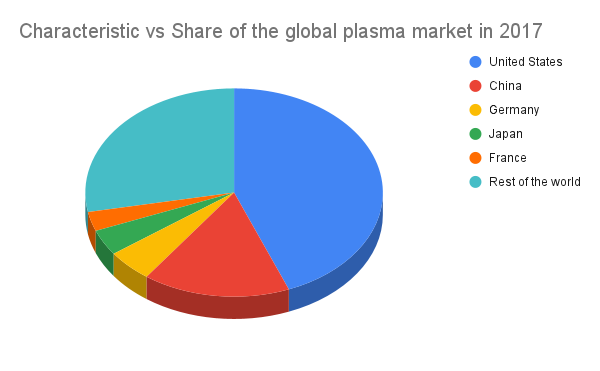 Characteristic vs Share of the global plasma market in 2017
United States
China
Germany
Japan
France
Rest of the world